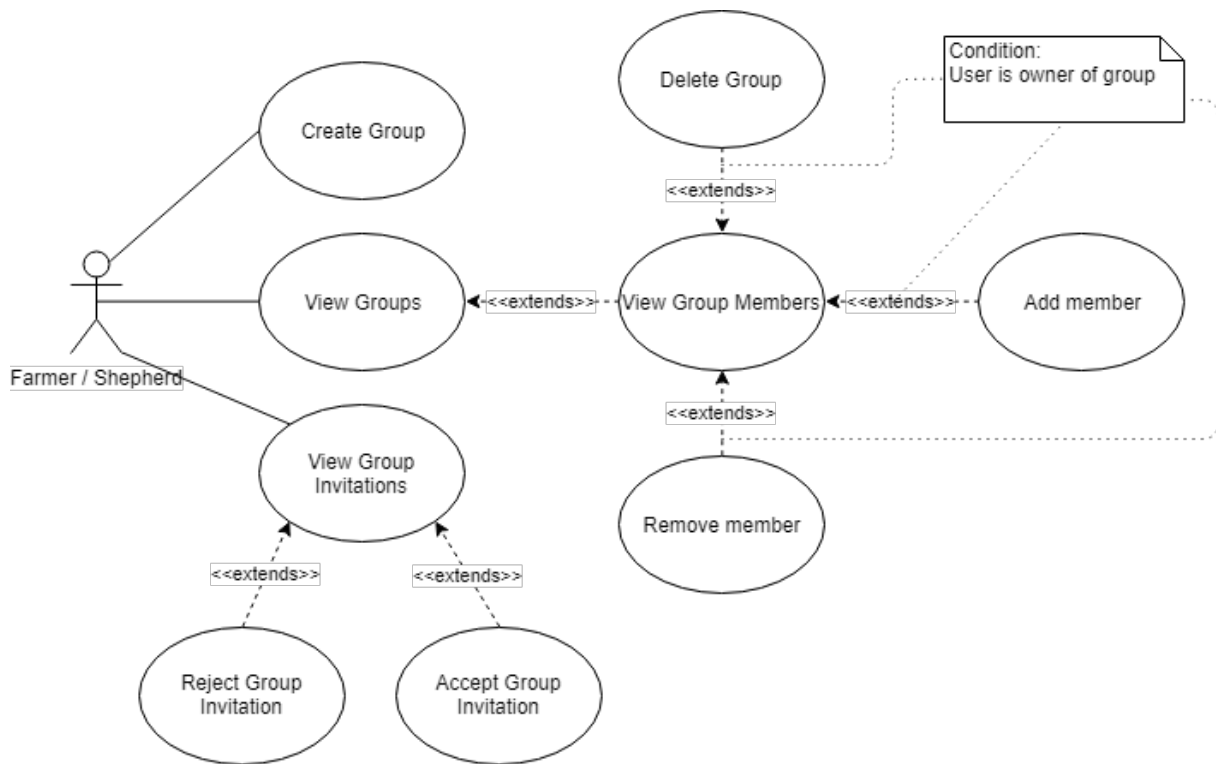 Delete Group
Condition:
User is owner of group
Create Group
<<extends>>
View Groups
<<extends>>
View Group Members
<<extends>>
Add member
Farmer / Shepherd
<<extends>>
View Group
Invitations
Remove member
<<extends>>
<<extends>>
Reject Group
Invitation
Accept Group
Invitation